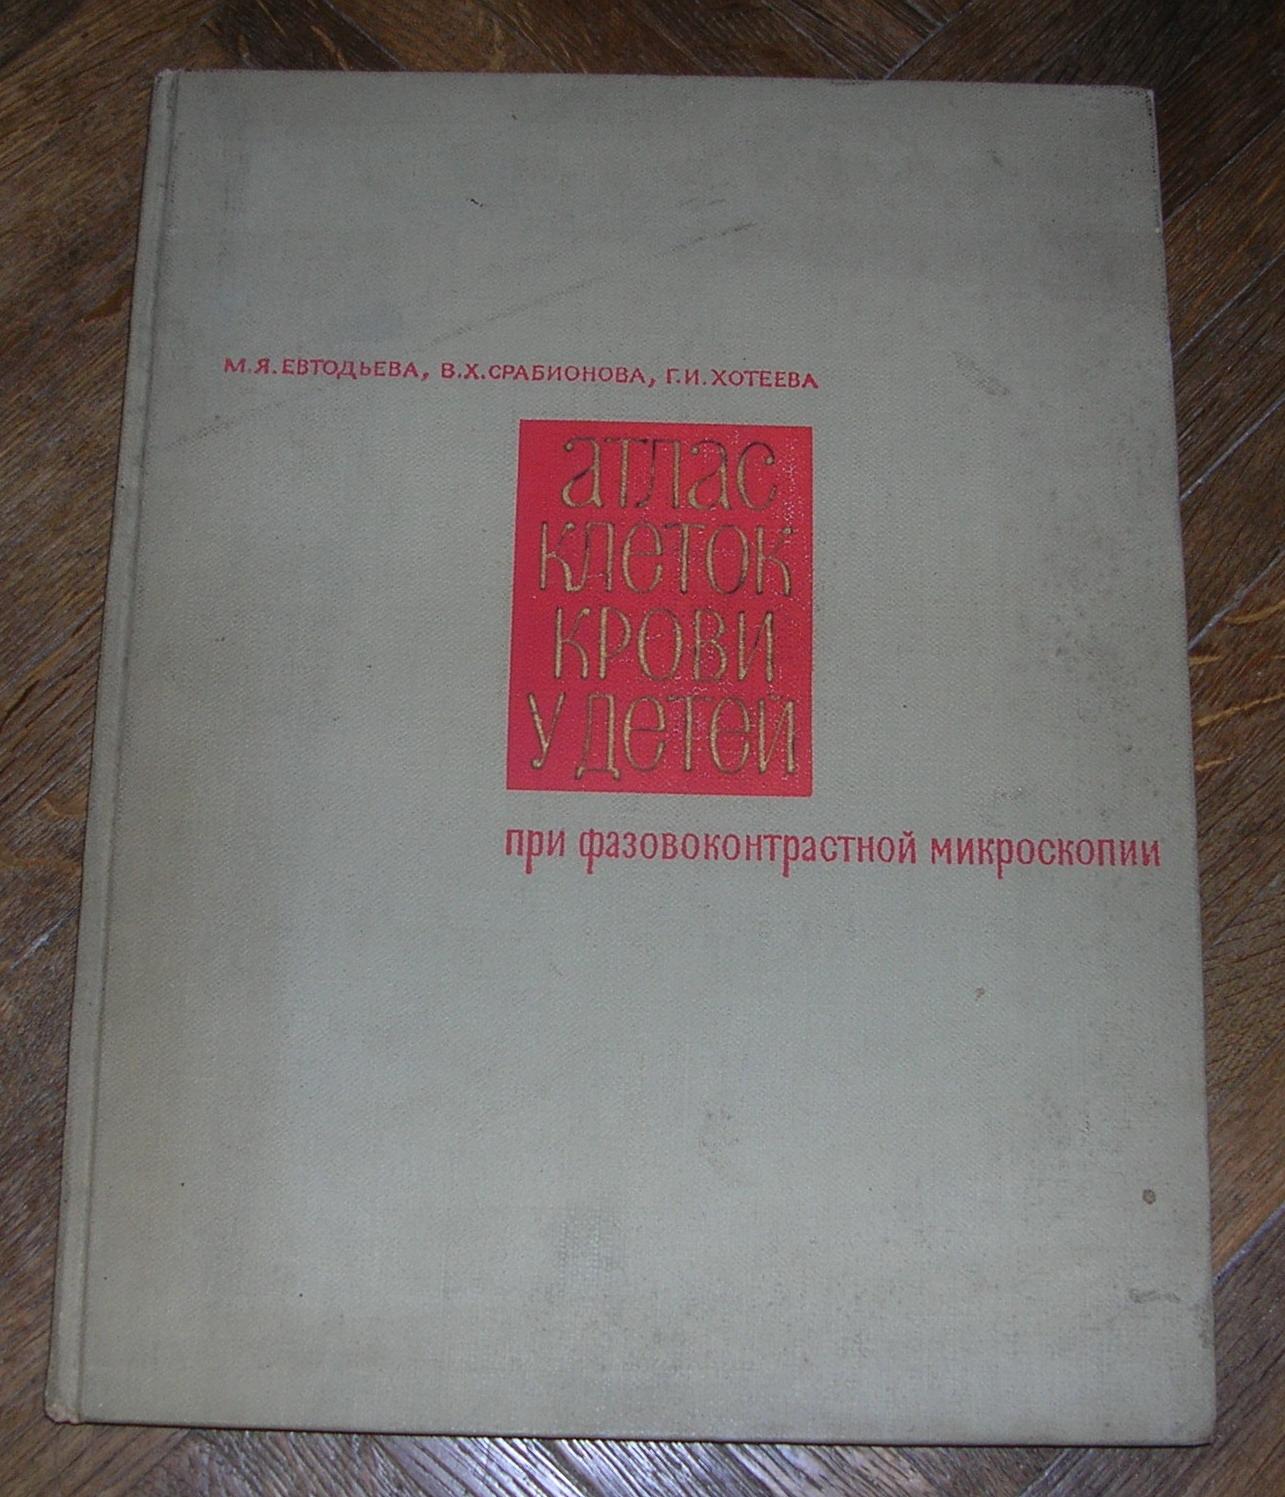 М.Я.ЕВТОДЬЕВА, В.Х.СРАБИОНОВА, Г.И.ХОТЕЕВА
атлас
клеток
крови
у детей
при фазовоконтрастной микроскопии